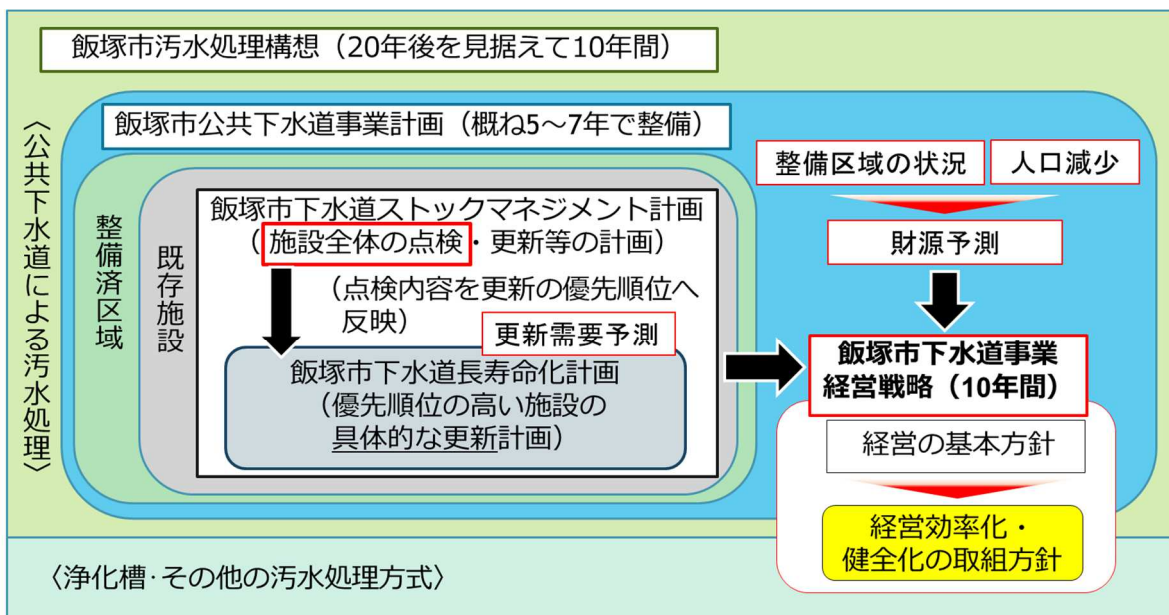 飯塚市汚水処理構想（20年後を見据えて10年間）
〈公共下水道による汚水処理〉
飯塚市公共下水道事業計画（概ね5～7年で整備）
整備済区域
既存施設
飯塚市下水道ストックマネジメント計画
（施設全体の点検・更新等の計画）
（点検内容を更新の優先順位へ
反映）
更新需要予測
飯塚市下水道長寿命化計画
（優先順位の高い施設の
具体的な更新計画）
整備区域の状況
人口減少
財源予測
飯塚市下水道事業
経営戦略（10年間）
経営の基本方針
経営効率化・
健全化の取組方針
〈浄化槽･その他の汚水処理方式〉